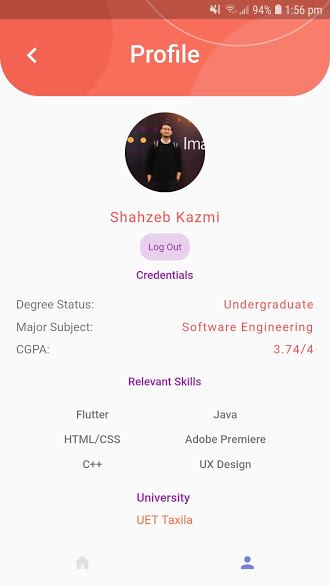 94% 1:56 pm
Profile
Ima
Shahzeb Kazmi
Log Out
Credentials
Degree Status: Undergraduate
Major Subject: Software Engineering
CGPA: 3.74/4
Relevant Skills
Flutter Java
HTML/CSS Adobe Premiere
C++ UX Design
University
UET Taxila